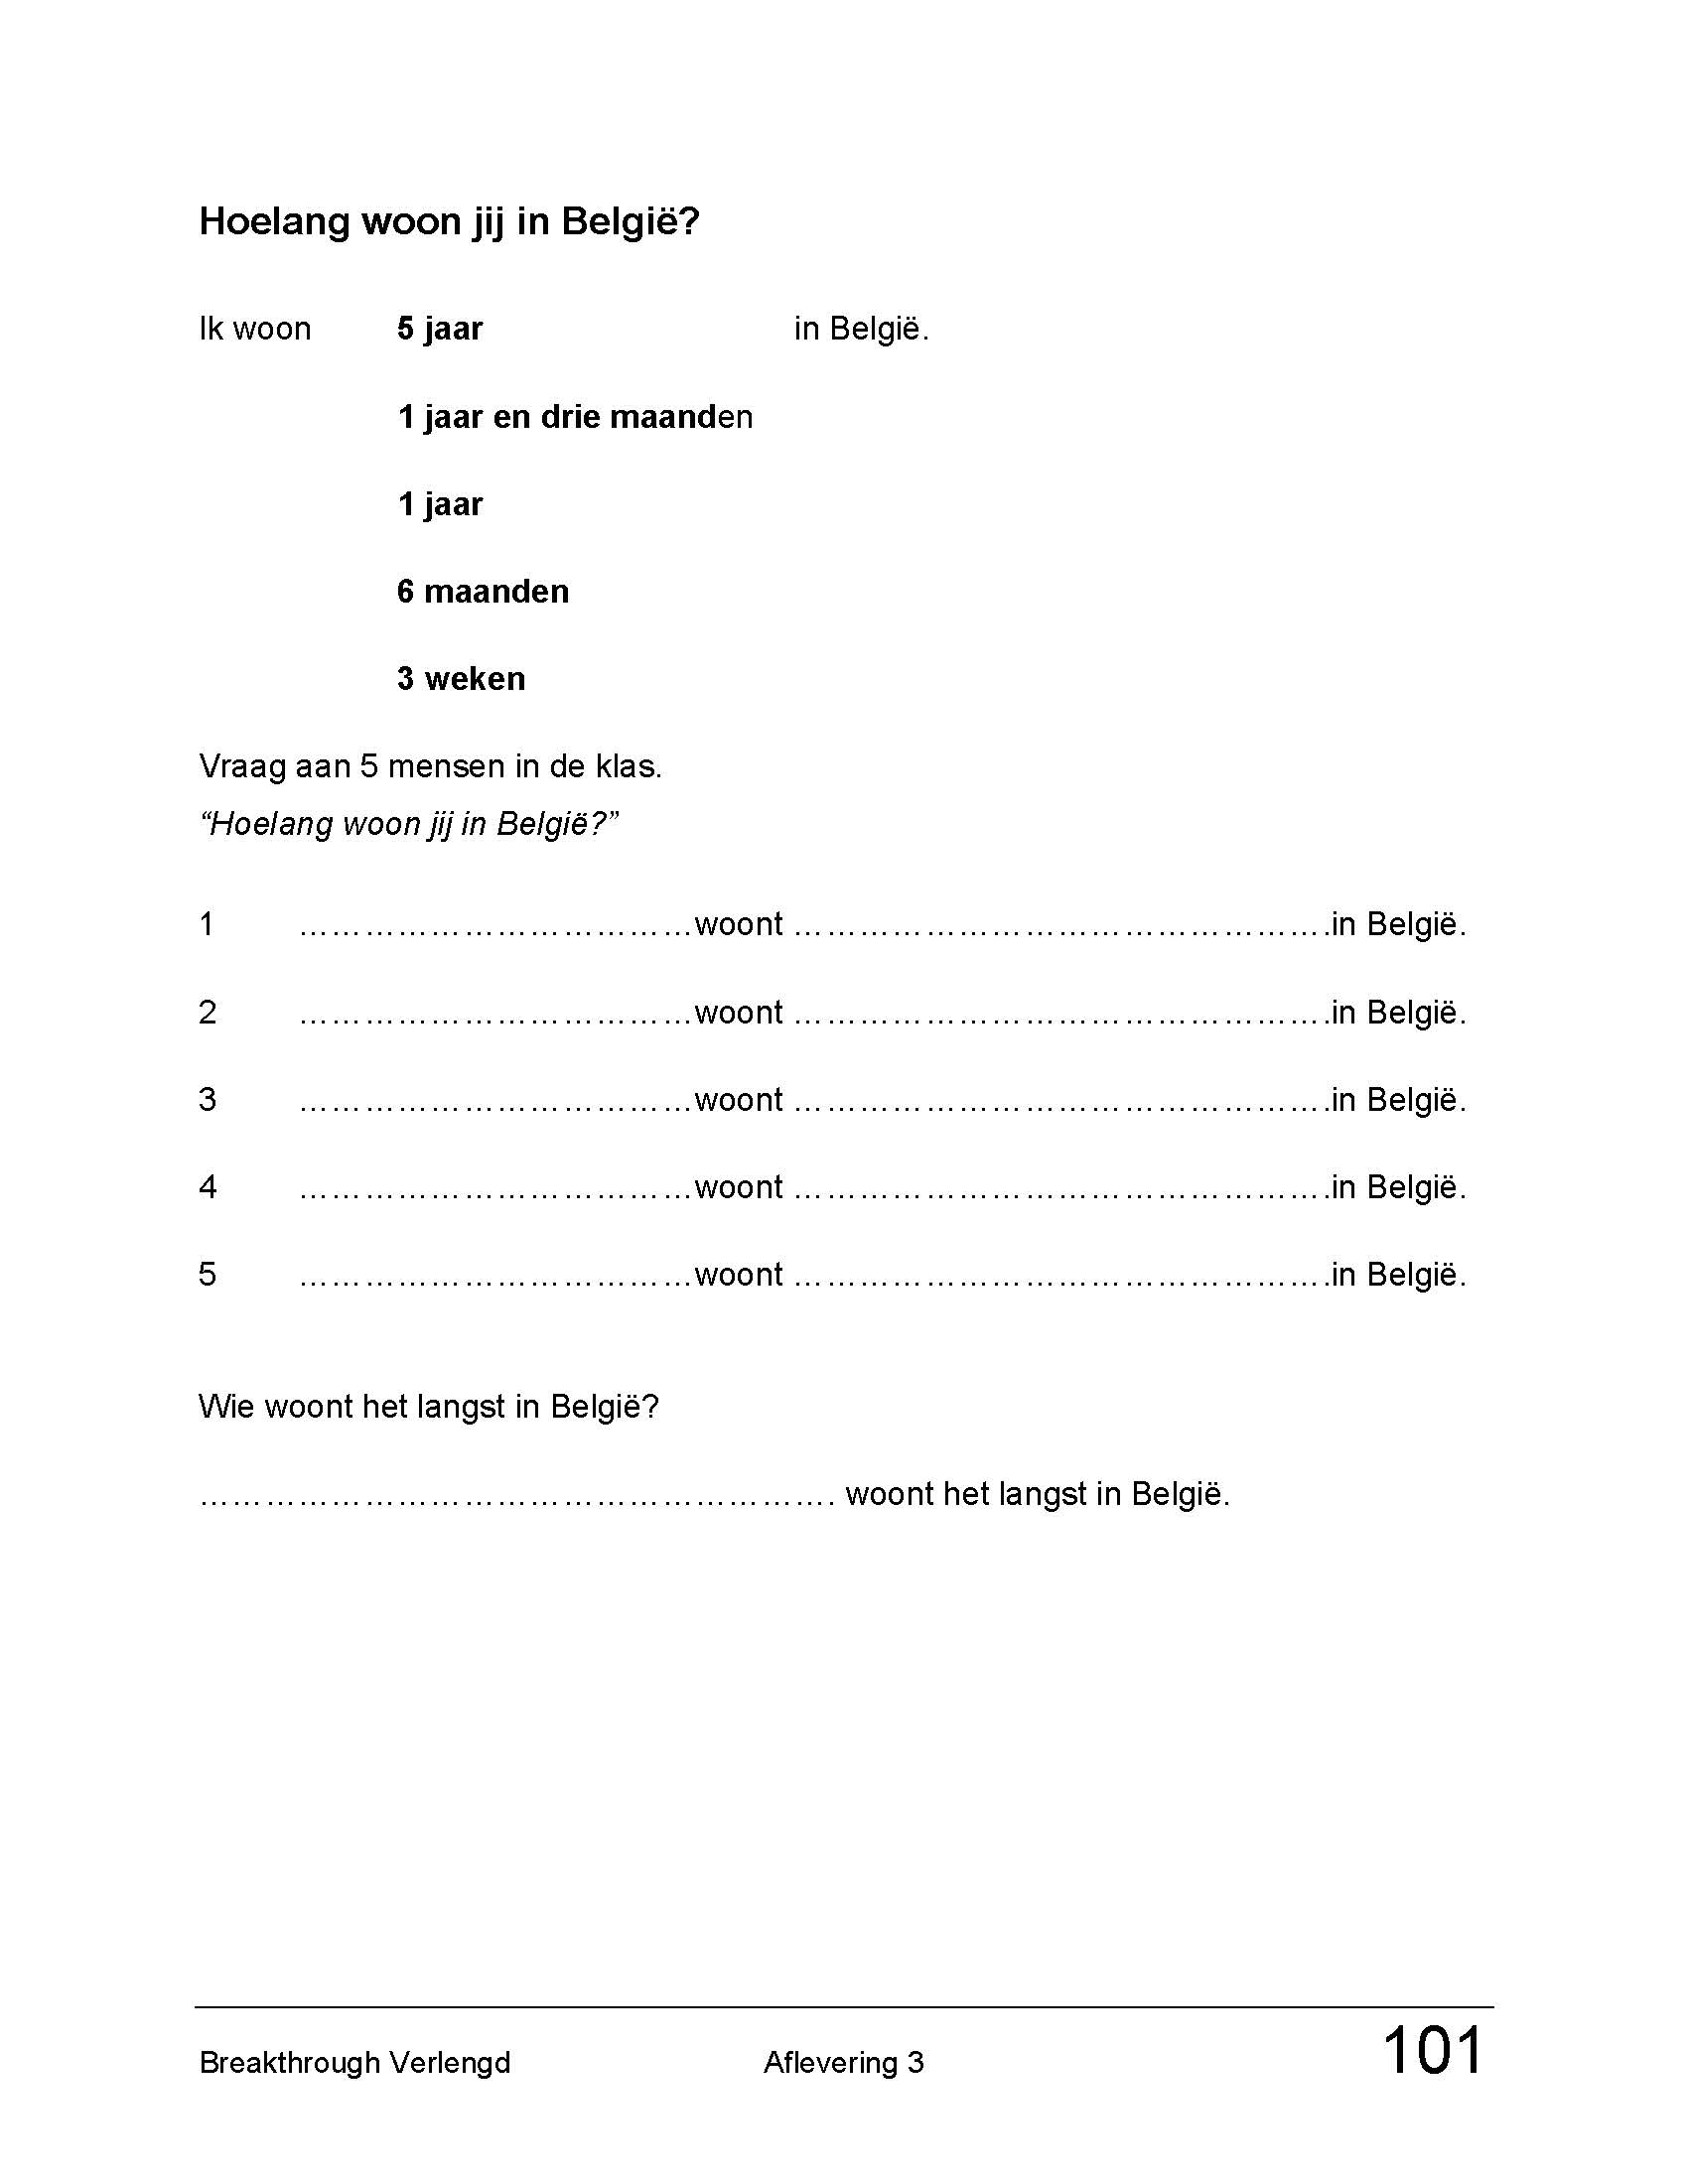 Hoelang woon jij in België?
Ik woon 5 jaar in België.
1 jaar en drie maanden
1 jaar
6 maanden
3 weken
Vraag aan 5 mensen in de klas.
“Hoelang woon jij in België?”
1 ………………………………woont ………………………………………….in België.
2 ………………………………woont ………………………………………….in België.
3 ………………………………woont ………………………………………….in België.
4 ………………………………woont ………………………………………….in België.
5 ………………………………woont ………………………………………….in België.
Wie woont het langst in België?
…………………………………………………. woont het langst in België.
Breakthrough Verlengd Aflevering 3 101